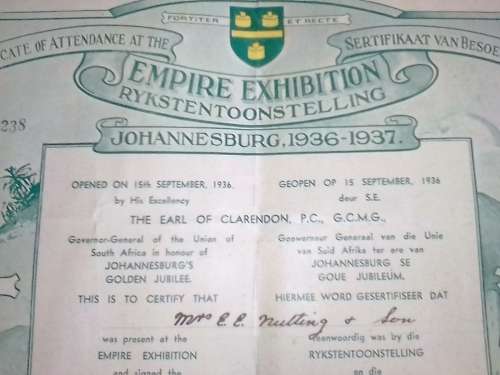 FORTITER ET RECTE
CATE OF ATTENDANCE AT THE
SERTIFIKAAT VAN BESOE
EMPIRE EXHIBITION
RYKSTENTOONSTELLING
JOHANNESBURG, 1936-1937.
238
OPENED ON 15th SEPTEMBER, 1936. GEOPEN OP 15 SEPTEMBER, 1936
by His Excellency deur S.E.
THE EARL OF CLARENDON, P.C., G.C.M.G.,
Governor-General of the Union of Goewerneur Generaal van die Unie
South Africa in honour of van Suid Afrika ter ere van
JOHANNESBURG'S JOHANNESBURG SE
GOLDEN JUBILEE. GOUE JUBILEUM.
THIS IS TO CERTIFY THAT HIERMEE WORD GESERTIFISEER DAT
Mrs E. E. Nutting & Son
was present at the eenwoordig was by die
EMPIRE EXHIBITION RYKSTENTOONSTELLING
and signed the en die